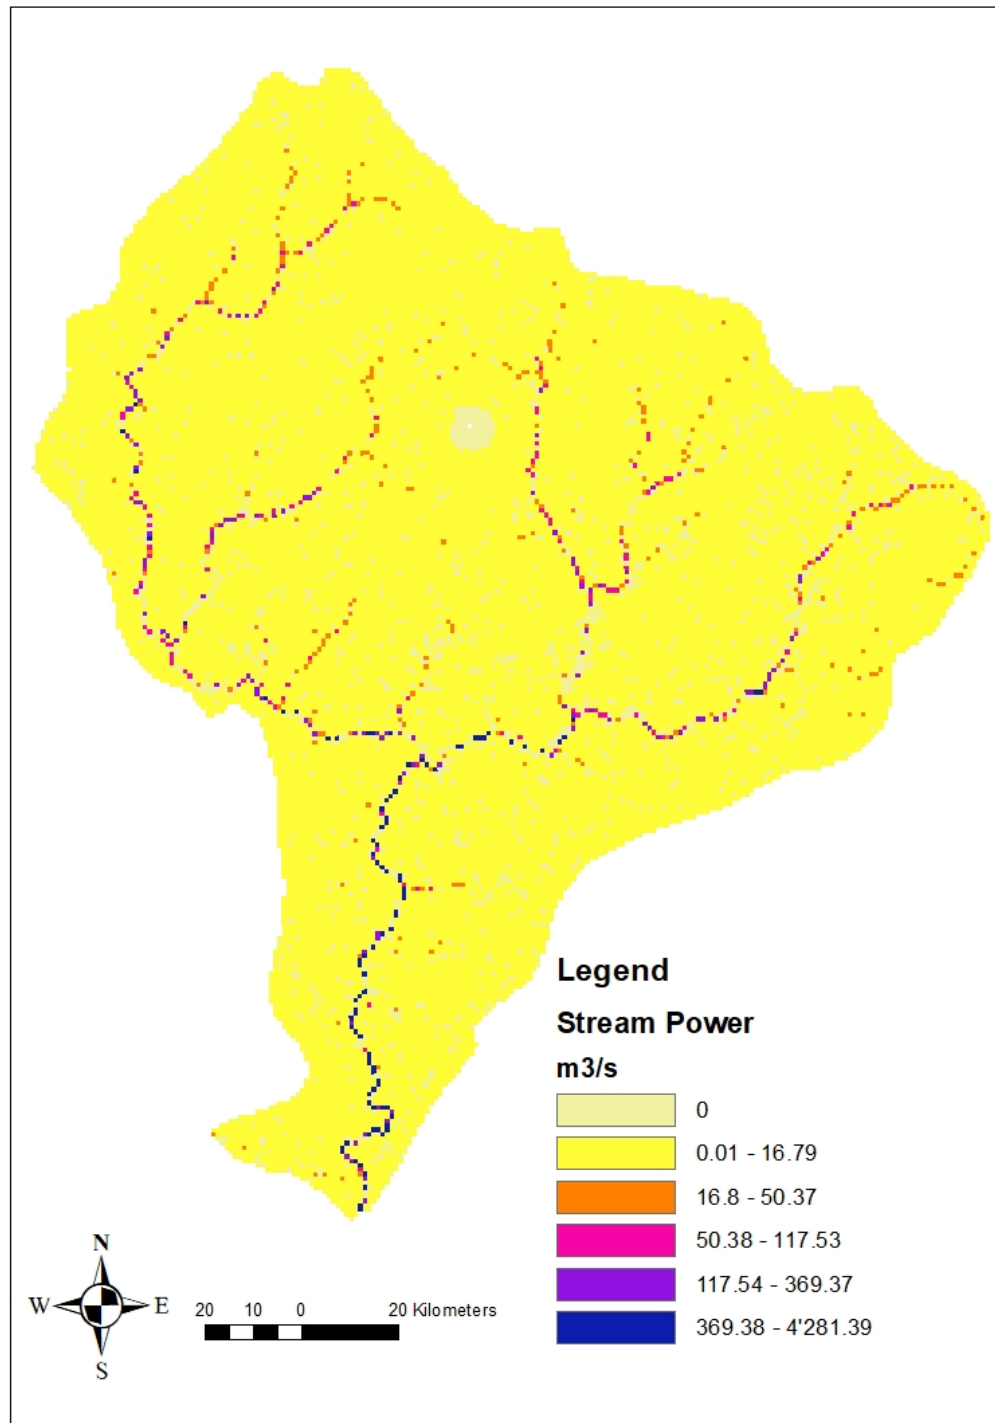 Legend
Stream Power
m3/s
0
0.01 - 16.79
16.8 - 50.37
50.38 - 117.53
117.54 - 369.37
369.38 - 4'281.39
N
W E
S
20 10 0 20 Kilometers